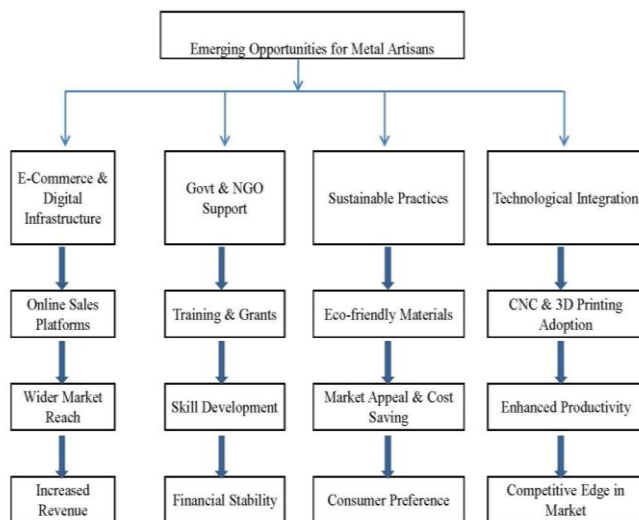 Emerging Opportunities for Metal Artisans
E-Commerce &
Digital
Infrastructure
Govt & NGO
Support
Sustainable Practices
Technological Integration
Online Sales
Platforms
Training & Grants
Eco-friendly Materials
CNC & 3D Printing
Adoption
Wider Market
Reach
Skill Development
Market Appeal & Cost
Saving
Enhanced Productivity
Increased
Revenue
Financial Stability
Consumer Preference
Competitive Edge in
Market